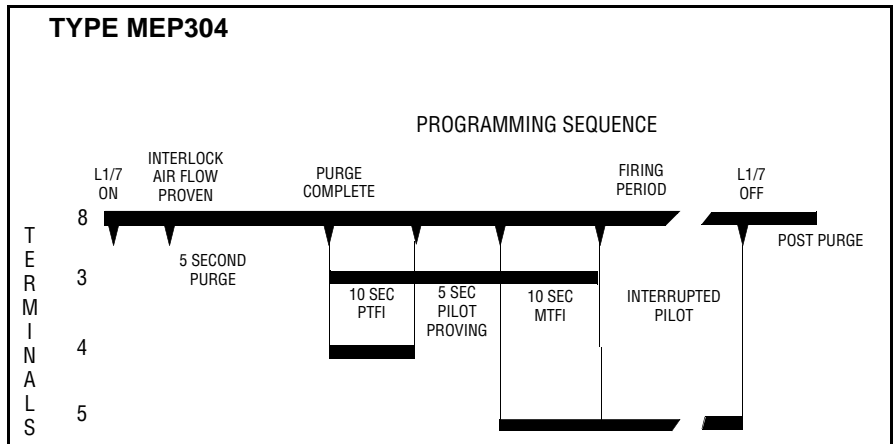 TYPE MEP304
PROGRAMMING SEQUENCE
L1/7
ON
INTERLOCK
AIR FLOW
PROVEN
PURGE
COMPLETE
FIRING
PERIOD
L1/7
OFF
TERMINALS
8
POST PURGE
5 SECOND
PURGE
3
10 SEC
PTFI
5 SEC
PILOT
PROVING
10 SEC
MTFI
INTERRUPTED
PILOT
4
5